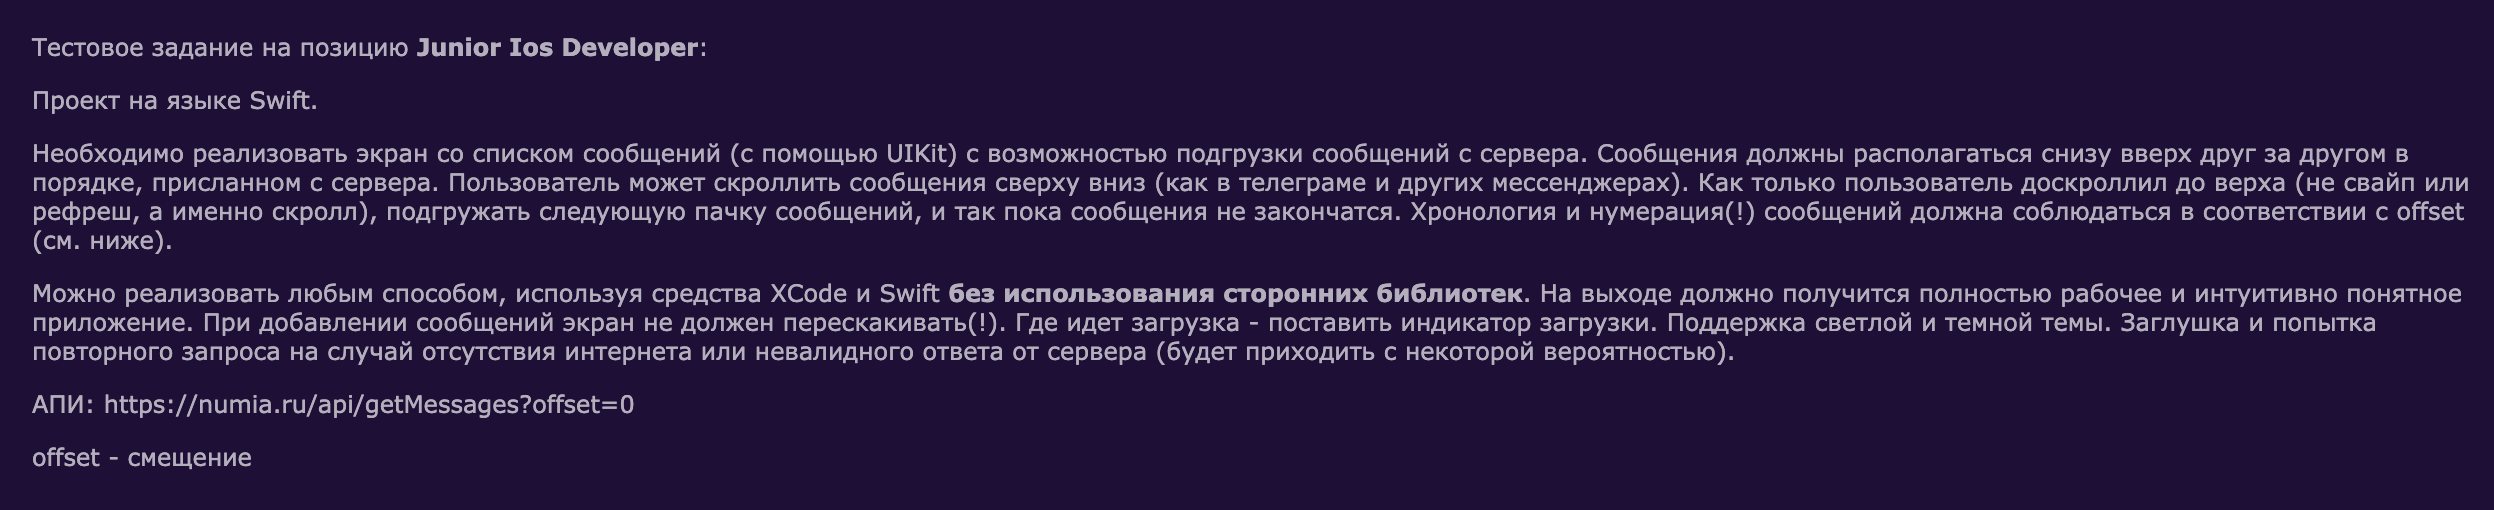 Тестовое задание на позицию Junior Ios Developer:
Проект на языке Swift.
Необходимо реализовать экран со списком сообщений (с помощью UIKit) с возможностью подгрузки сообщений с сервера. Сообщения должны располагаться снизу вверх друг за другом в
порядке, присланном с сервера. Пользователь может скроллить сообщения сверху вниз (как в телеграме и других мессенджерах). Как только пользователь доскроллил до верха (не свайп или
рефреш, а именно скролл), подгружать следующую пачку сообщений, и так пока сообщения не закончатся. Хронология и нумерация(!) сообщений должна соблюдаться в соответствии с offset
(см. ниже).
Можно реализовать любым способом, используя средства XCode и Swift без использования сторонних библиотек. На выходе должно получится полностью рабочее и интуитивно понятное
приложение. При добавлении сообщений экран не должен перескакивать(!). Где идет загрузка - поставить индикатор загрузки. Поддержка светлой и темной темы. Заглушка и попытка
повторного запроса на случай отсутствия интернета или невалидного ответа от сервера (будет приходить с некоторой вероятностью).
АПИ: https://numia.ru/api/getMessages?offset=0
offset - смещение